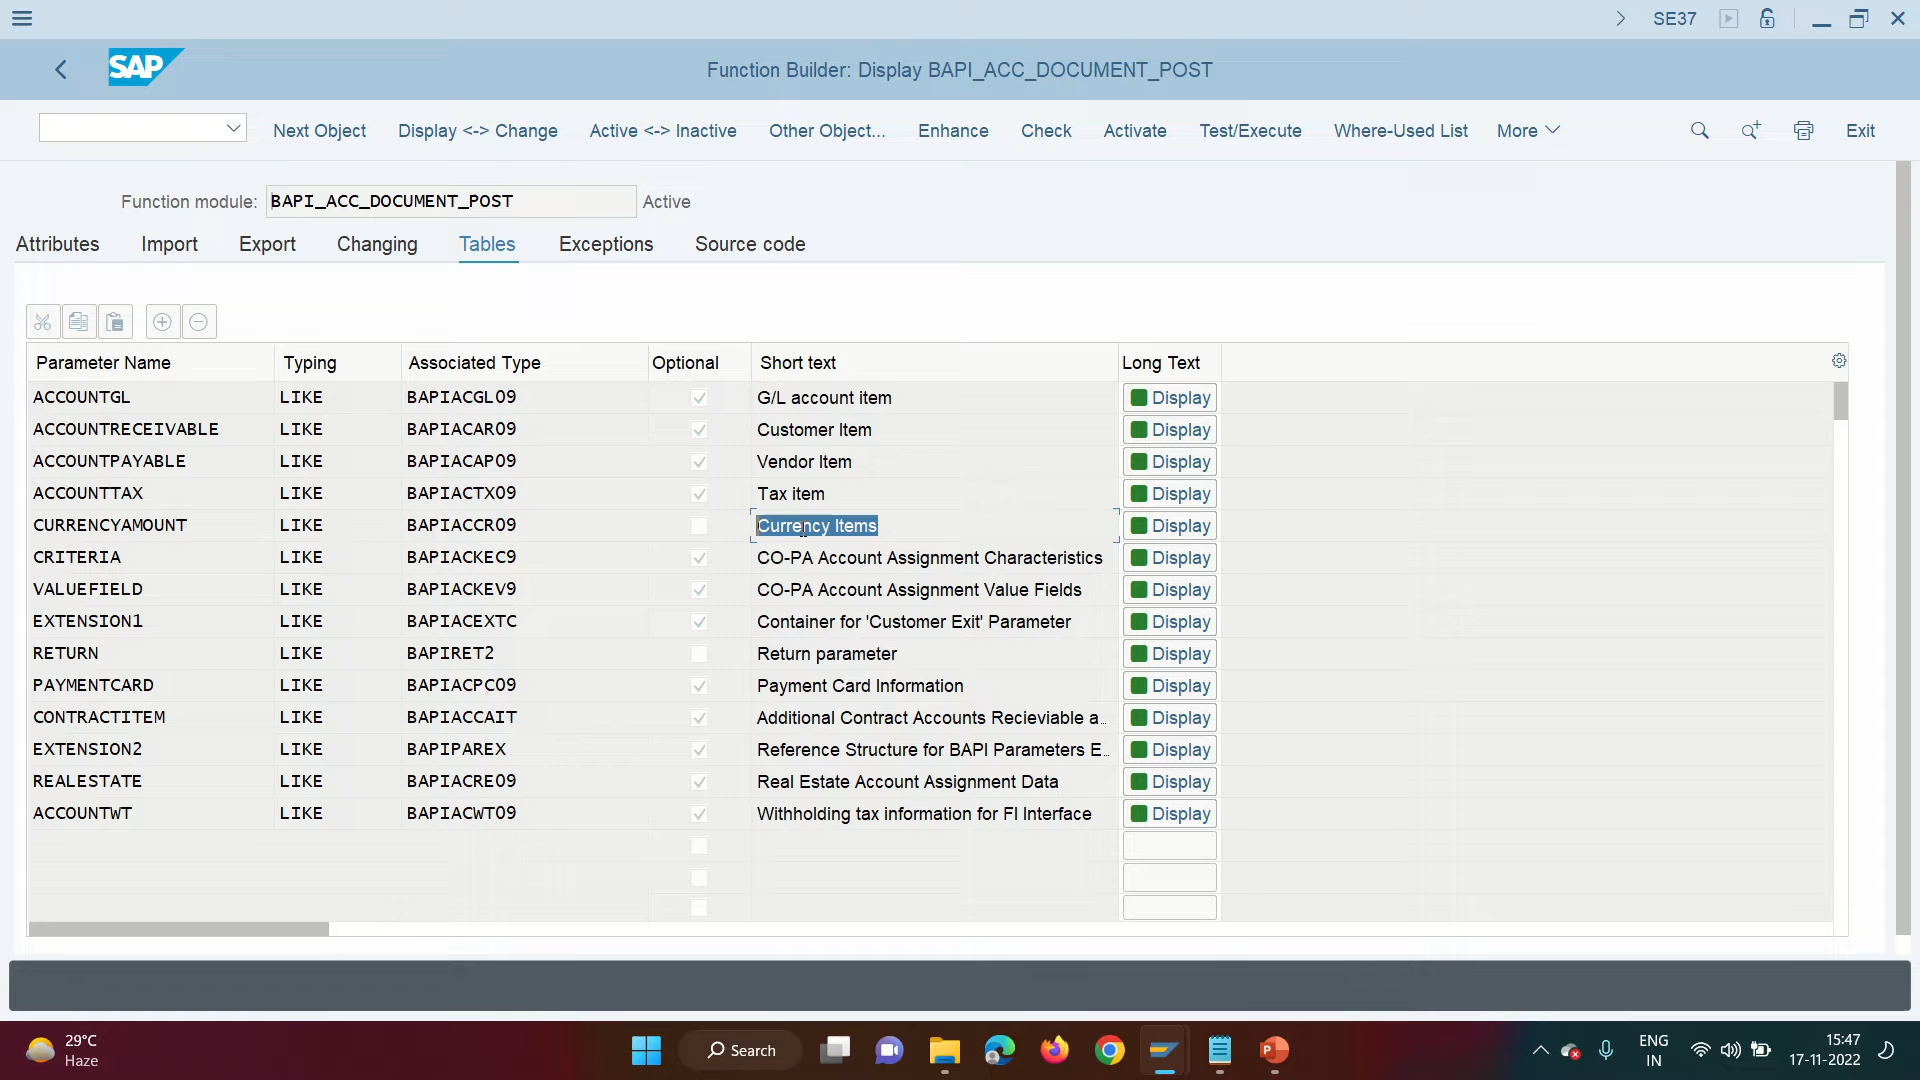 SE37
SAP
Function Builder: Display BAPI_ACC_DOCUMENT_POST
Next Object Display <-> Change Active <-> Inactive Other Object... Enhance Check Activate Test/Execute Where-Used List More Exit
Function module: BAPI_ACC_DOCUMENT_POST Active
Attributes Import Export Changing Tables Exceptions Source code
Parameter Name Typing Associated Type Optional Short text Long Text
ACCOUNTGL LIKE BAPIACGL09 G/L account item Display
ACCOUNTRECEIVABLE LIKE BAPIACAR09 Customer Item Display
ACCOUNTPAYABLE LIKE BAPIACAP09 Vendor Item Display
ACCOUNTTAX LIKE BAPIACTX09 Tax item Display
CURRENCYAMOUNT LIKE BAPIACCR09 Currency Items Display
CRITERIA LIKE BAPIACKEC9 CO-PA Account Assignment Characteristics Display
VALUEFIELD LIKE BAPIACKEV9 CO-PA Account Assignment Value Fields Display
EXTENSION1 LIKE BAPIACEXTC Container for 'Customer Exit' Parameter Display
RETURN LIKE BAPIRET2 Return parameter Display
PAYMENTCARD LIKE BAPIACPC09 Payment Card Information Display
CONTRACTITEM LIKE BAPIACCAIT Additional Contract Accounts Recieviable a... Display
EXTENSION2 LIKE BAPIPAREX Reference Structure for BAPI Parameters E... Display
REALESTATE LIKE BAPIACRE09 Real Estate Account Assignment Data Display
ACCOUNTWT LIKE BAPIACWT09 Withholding tax information for FI Interface Display
29°C
Haze
Search
ENG
IN
15:47
17-11-2022